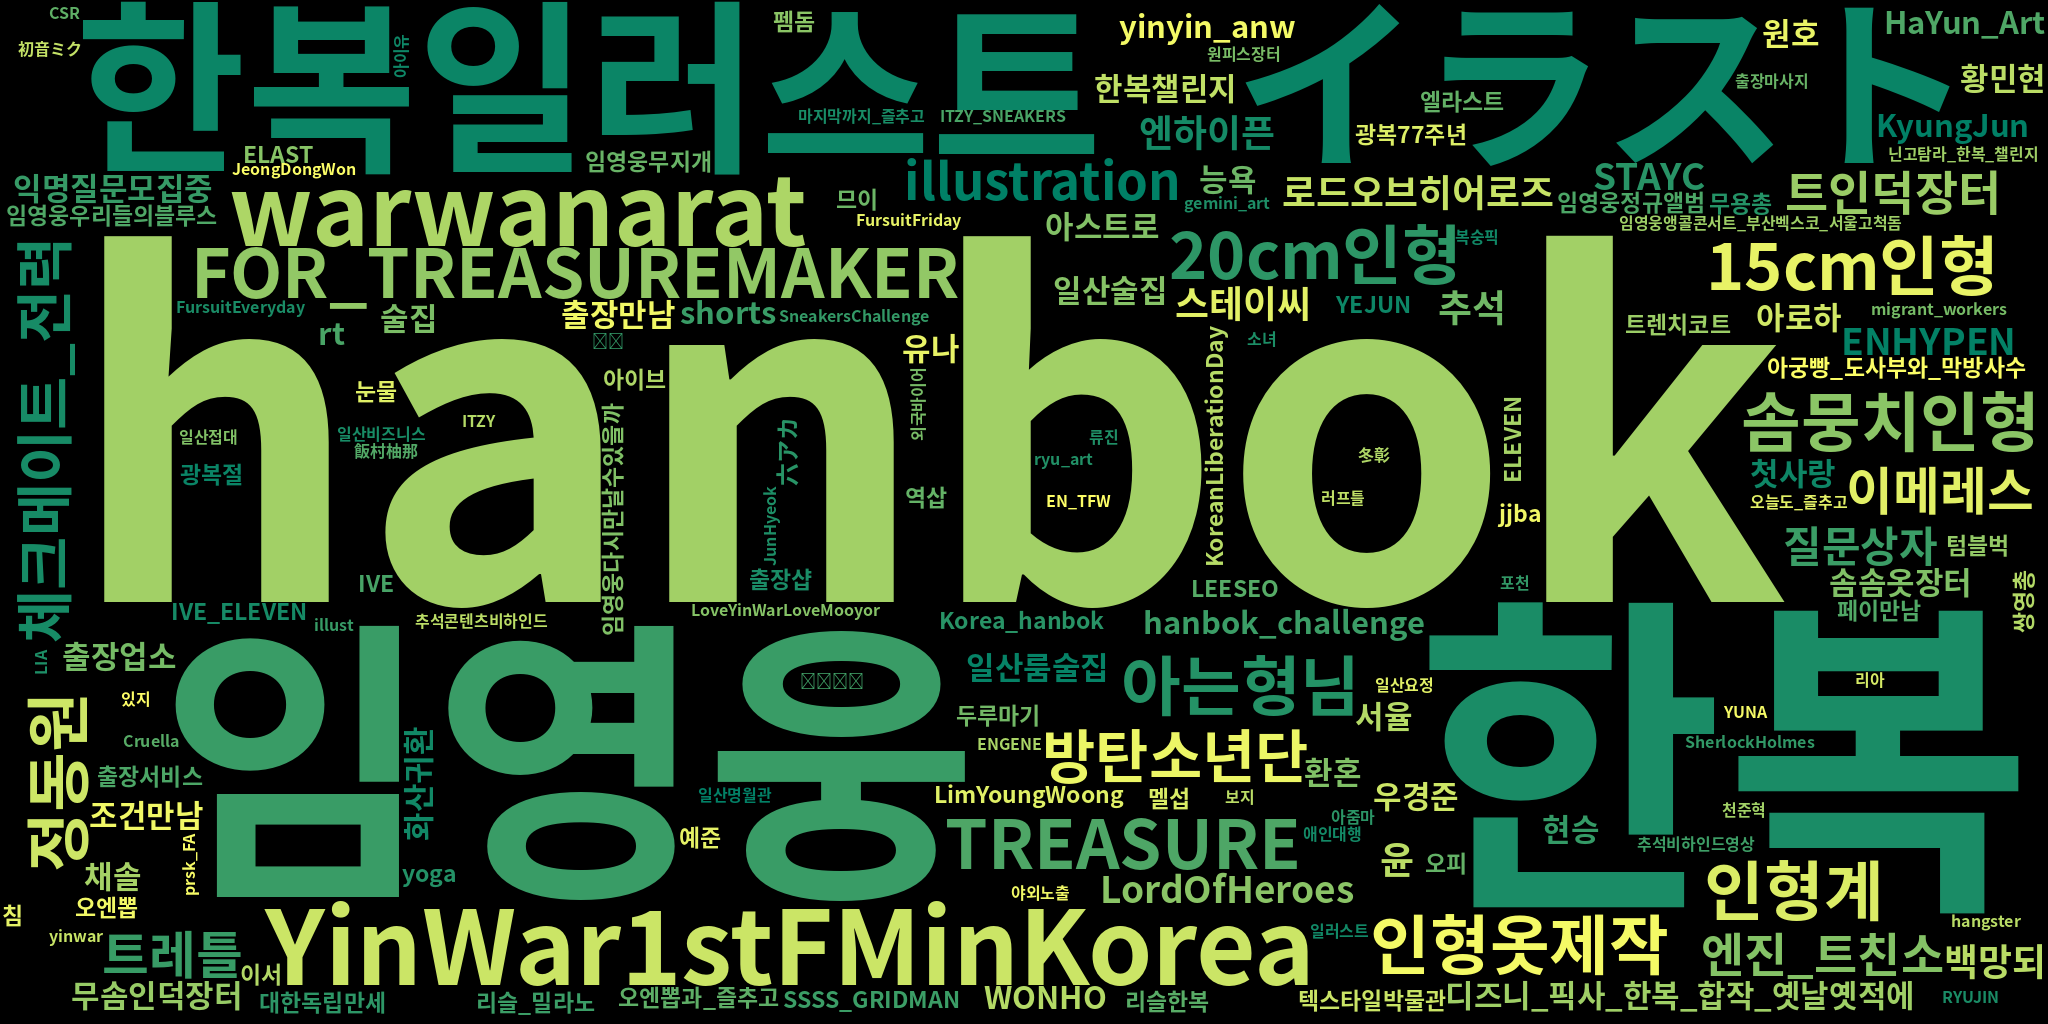 CSR
한복일러스트
イラスト
펨돔
yinyin_anw
원호
HaYun_Art
初音ミク
야이이
원피스장터
한복챌린지
엘라스트
출장마사지
황민현
마지막까지_즐추고
ITZY_SNEAKERS
엔하이픈
광복77주년
KyungJun
ELAST
JeongDongWon
임영웅무지개
닌고탐라_한복_챌린지
익명질문모집중
warwanarat
illustration
능욕
로드오브히어로즈
STAYC
트인덕장터
임영웅우리들의블루스
므이
FursuitFriday
gemini_art
임영웅정규앨범
무용총
아스트로
임영웅앵콜콘서트_부산벡스코_서울고척돔
체크메이트_전력
FOR_TREASUREMAKER
20cm인형
복숭픽
15cm인형
일산술집
스테이씨
YEJUN
추석
FursuitEveryday
rt
술집
출장만남
shorts
SneakersChallenge
트렌치코트
아로하
migrant_workers
ENHYPEN
hanbok
유나
소녀
KoreanLiberationDay
아궁빵_도사부와_막방사수
눈물
아이브
외국바이어
ITZY
임영웅다시만날수있을까
솜뭉치인형
일산접대
일산비즈니스
飯村柚那
六アカ
류진
ryu_art
冬彰
ELEVEN
광복절
첫사랑
이메레스
역삽
EN_TFW
러프틀
jjba
오늘도_즐추고
JunHyeok
질문상자
텀블벅
IVE
출장샵
LEESEO
포천
솜솜옷장터
쌍영총
IVE_ELEVEN
illust
추석콘텐츠비하인드
LoveYinWarLoveMooyor
Korea_hanbok
hanbok_challenge
페이만남
LIA
출장업소
임영웅
일산룸술집
아는형님
일산요정
한복
리아
있지
정동원
두루마기
서율
YUNA
Cruella
화산귀환
ENGENE
방탄소년단
SherlockHolmes
출장서비스
환혼
일산명월관
LimYoungWoong
멜섭
보지
우경준
조건만남
천준혁
예준
TREASURE
아줌마
애인대행
현승
추석비하인드영상
prsk_FA
채솔
yoga
윤
오피
LordOfHeroes
야외노출
인형계
침
오엔뽑
yinwar
YinWar1stFMinKorea
일러스트
인형옷제작
hangster
트레틀
이서
엔진_트친소
백망되
무솜인덕장터
대한독립만세
리슬_밀라노
오엔뽑과_즐추고
SSSS_GRIDMAN
WONHO
리슬한복
텍스타일박물관
디즈니_픽사_한복_합작_옛날옛적에
RYUJIN